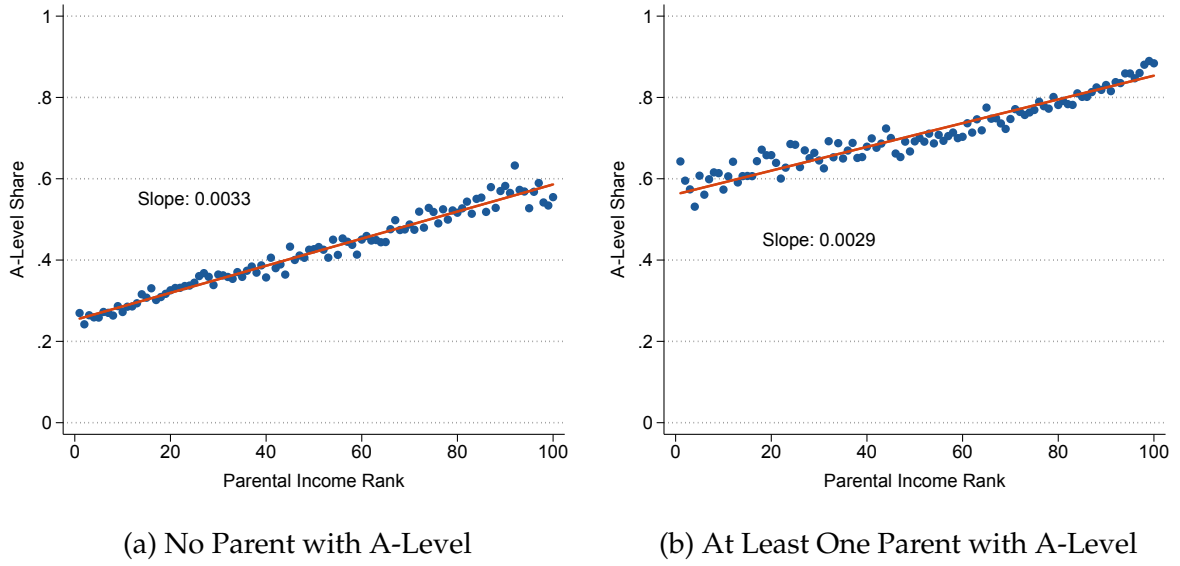 1
.8
.6
.4
.2
0
A-Level Share
Slope: 0.0033
0 20 40 60 80 100
Parental Income Rank
(a) No Parent with A-Level
1
.8
.6
.4
.2
0
A-Level Share
Slope: 0.0029
0 20 40 60 80 100
Parental Income Rank
(b) At Least One Parent with A-Level